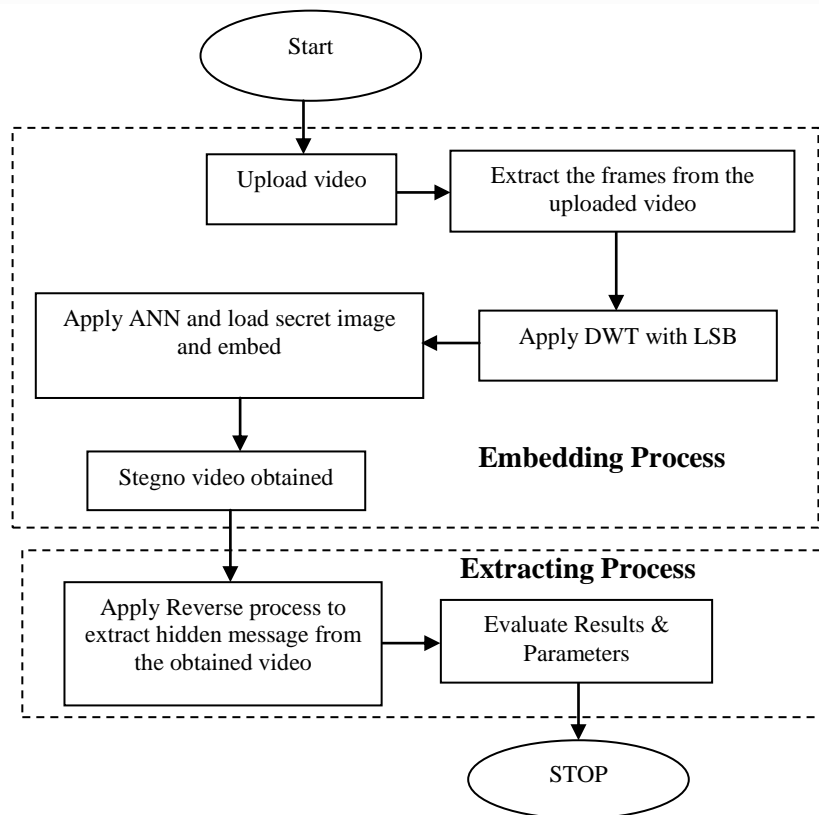 Start
Upload video
Extract the frames from the
uploaded video
Apply DWT with LSB
Apply ANN and load secret image
and embed
Stegno video obtained
Embedding Process
Extracting Process
Apply Reverse process to
extract hidden message from
the obtained video
Evaluate Results &
Parameters
STOP